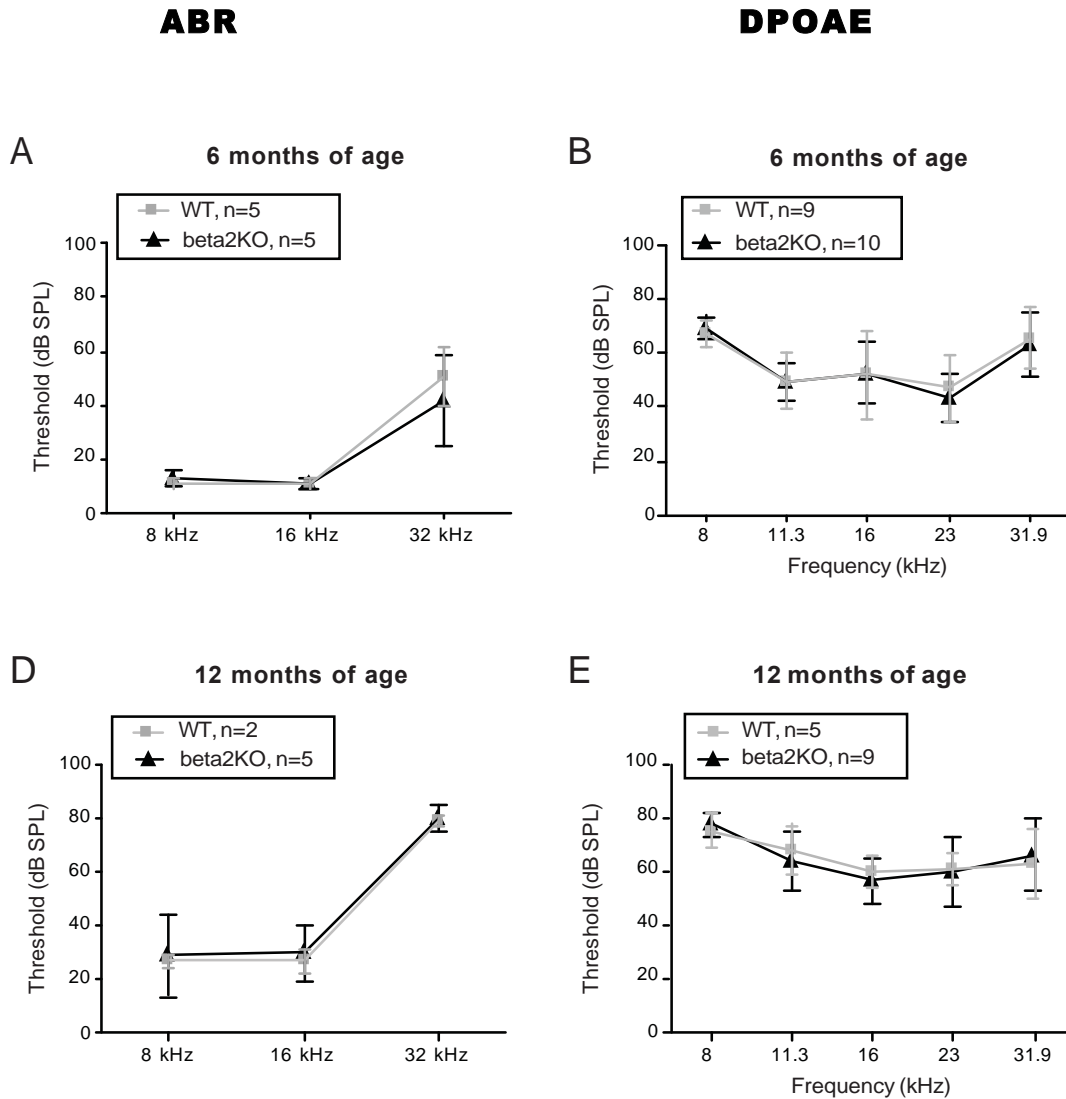 ABR
DPOAE
A
6 months of age
WT, n=5
beta2KO, n=5
Threshold (dB SPL)
100
80
60
40
20
0
8 kHz
16 kHz
32 kHz
B
6 months of age
WT, n=9
beta2KO, n=10
Threshold (dB SPL)
100
80
60
40
20
0
8
11.3
16
23
31.9
Frequency (kHz)
D
12 months of age
WT, n=2
beta2KO, n=5
Threshold (dB SPL)
100
80
60
40
20
0
8 kHz
16 kHz
32 kHz
E
12 months of age
WT, n=5
beta2KO, n=9
Threshold (dB SPL)
100
80
60
40
20
0
8
11.3
16
23
31.9
Frequency (kHz)